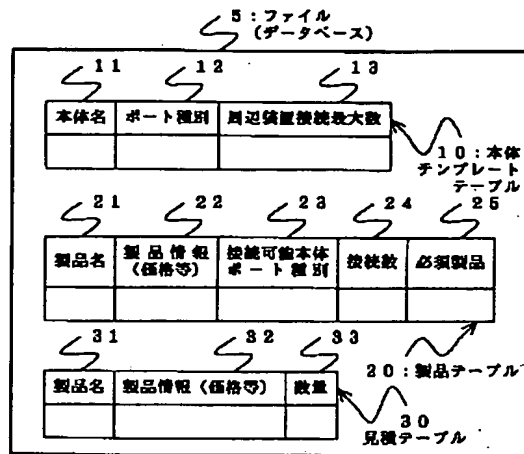 5：ファイル
（データベース）
11 12 13
本体名 ポート種別 周辺装置接続最大数
10：本体
テンプレート
テーブル
21 22 23 24 25
製品名 製品情報（価格等） 接続可能本体ポート種別 接続数 必須製品
20：製品テーブル
31 32 33
製品名 製品情報（価格等） 数量
30
見積テーブル